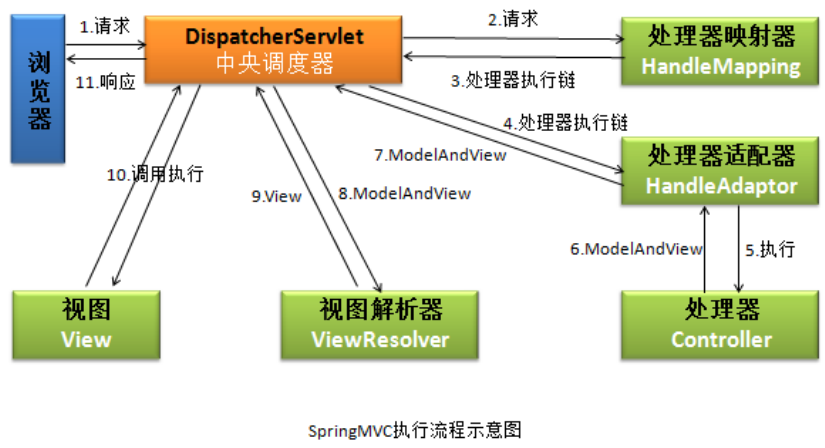 1.请求
11.响应
浏览器
DispatcherServlet
中央调度器
2.请求
3.处理器执行链
处理器映射器
HandleMapping
4.处理器执行链
7.ModelAndView
处理器适配器
HandleAdaptor
10.调用执行
9.View
8.ModelAndView
6.ModelAndView
5.执行
视图
View
视图解析器
ViewResolver
处理器
Controller
SpringMVC执行流程示意图